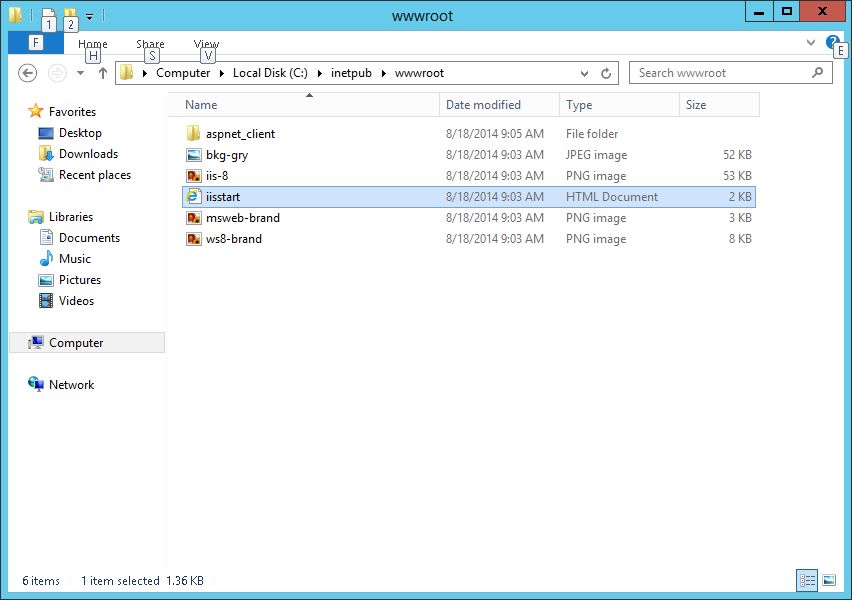 wwwroot
1 2
F Home Share View
H S V E
Computer Local Disk (C:) inetpub wwwroot Search wwwroot
Name Date modified Type Size
Favorites
Desktop
Downloads
Recent places
Libraries
Documents
Music
Pictures
Videos
Computer
Network
aspnet_client 8/18/2014 9:05 AM File folder
bkg-gry 8/18/2014 9:03 AM JPEG image 52 KB
iis-8 8/18/2014 9:03 AM PNG image 53 KB
iisstart 8/18/2014 9:03 AM HTML Document 2 KB
msweb-brand 8/18/2014 9:03 AM PNG image 3 KB
ws8-brand 8/18/2014 9:03 AM PNG image 8 KB
6 items 1 item selected 1.36 KB